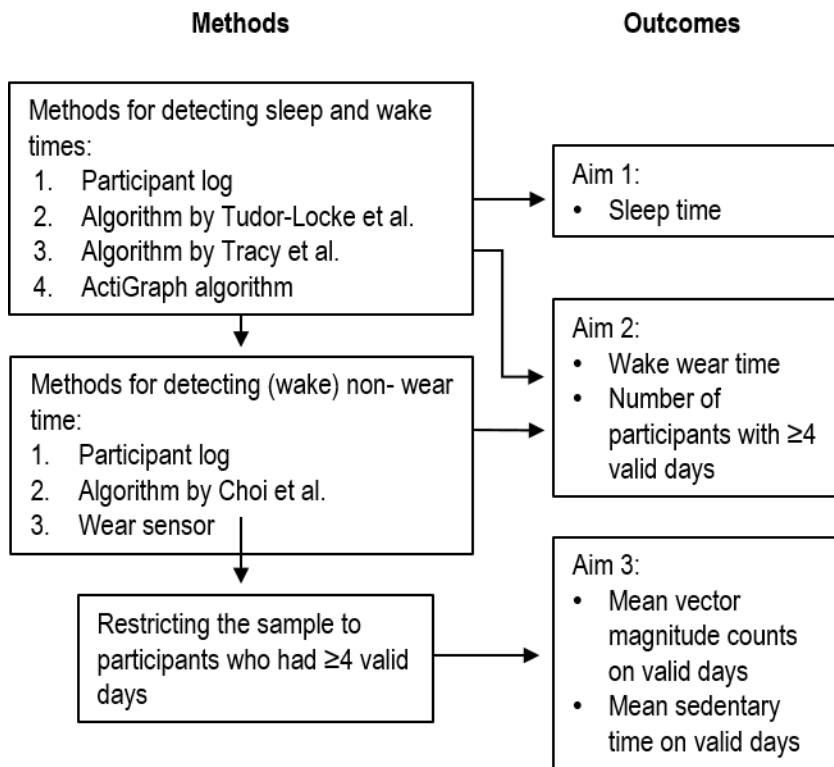 Methods
Outcomes
Methods for detecting sleep and wake
times:
1. Participant log
2. Algorithm by Tudor-Locke et al.
3. Algorithm by Tracy et al.
4. ActiGraph algorithm
Aim 1:
• Sleep time
Methods for detecting (wake) non- wear
time:
1. Participant log
2. Algorithm by Choi et al.
3. Wear sensor
Aim 2:
• Wake wear time
• Number of
participants with ≥4
valid days
Restricting the sample to
participants who had ≥4 valid
days
Aim 3:
• Mean vector
magnitude counts
on valid days
• Mean sedentary
time on valid days